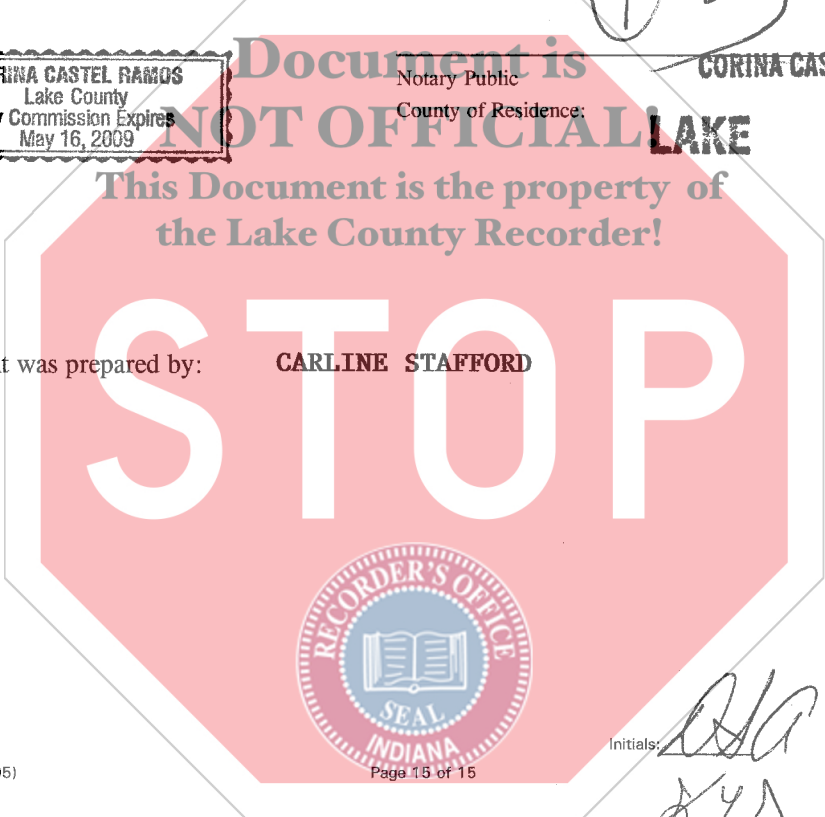 Document is
RINA CASTEL RAMOS
Lake County
Commission Expires
May 16, 2009
Notary Public
CORINA CAS
County of Residence:
LAKE
NOT OFFICIAL!
This Document is the property of
the Lake County Recorder!
STOP
t was prepared by: CARLINE STAFFORD
RECORDER'S OFFICE
SEAL
INDIANA
Initials:
5)
Page 15 of 15